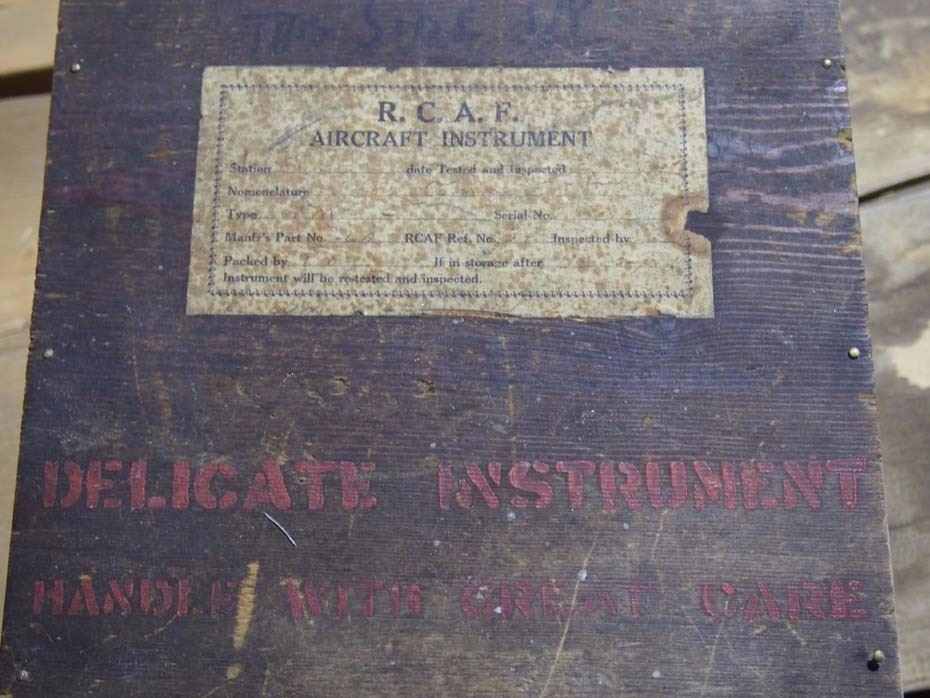 THIS SIDE UP
R. C. A. F.
AIRCRAFT INSTRUMENT
Station date Tested and Inspected
Nomenclature
Type Serial No.
Manfr's Part No. RCAF Ref. No. Inspected by
Packed by If in storage after
Instrument will be re-tested and inspected.
DELICATE INSTRUMENT
HANDLE WITH GREAT CARE